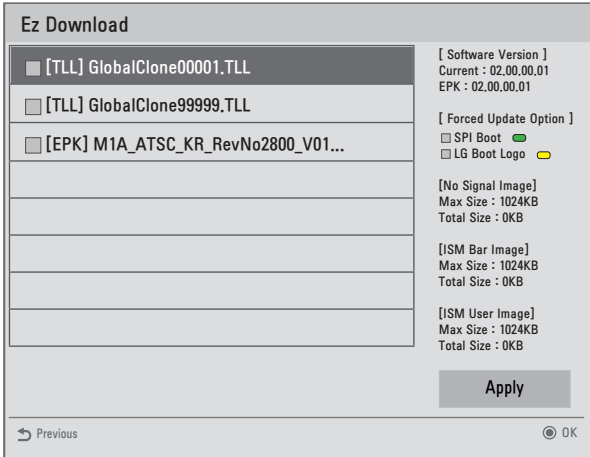 Ez Download
[TLL] GlobalClone00001.TLL
[TLL] GlobalClone99999.TLL
[EPK] M1A_ATSC_KR_RevNo2800_V01...
[ Software Version ]
Current : 02.00.00.01
EPK : 02.00.00.01
[ Forced Update Option ]
SPI Boot
LG Boot Logo
[No Signal Image]
Max Size : 1024KB
Total Size : 0KB
[ISM Bar Image]
Max Size : 1024KB
Total Size : 0KB
[ISM User Image]
Max Size : 1024KB
Total Size : 0KB
Apply
Previous
OK